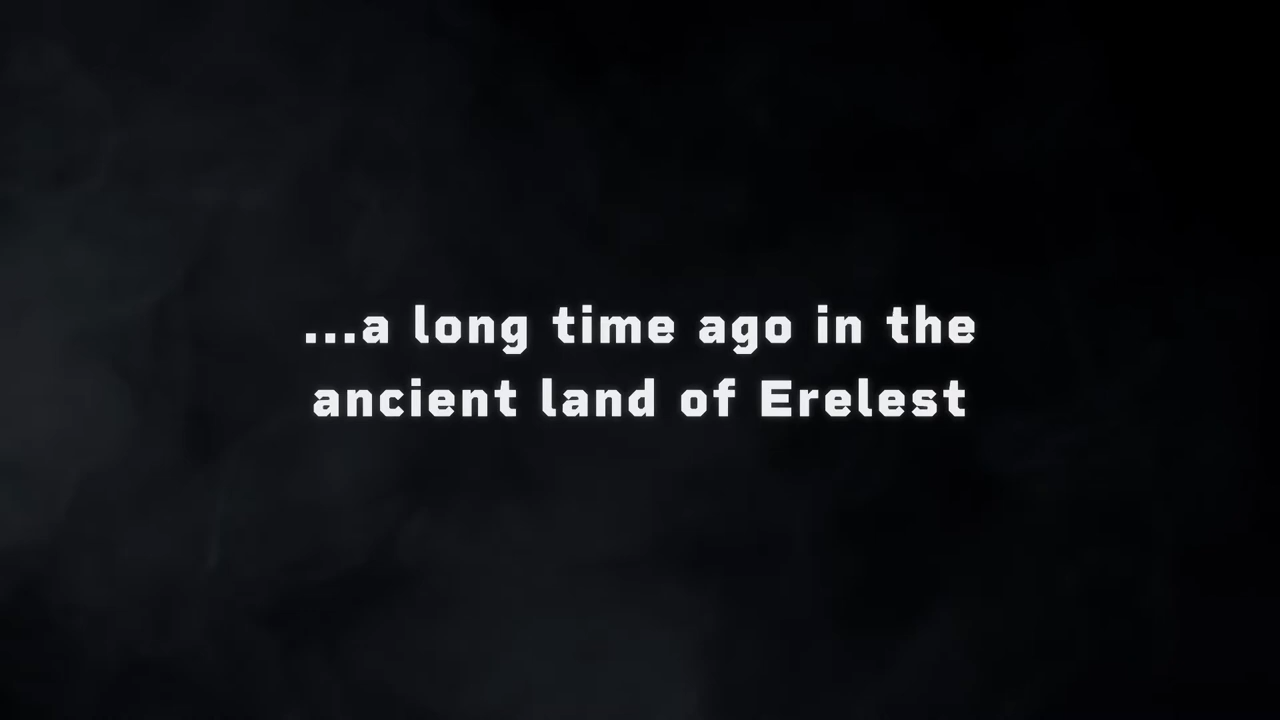 ...a long time ago in the
ancient land of Erelest